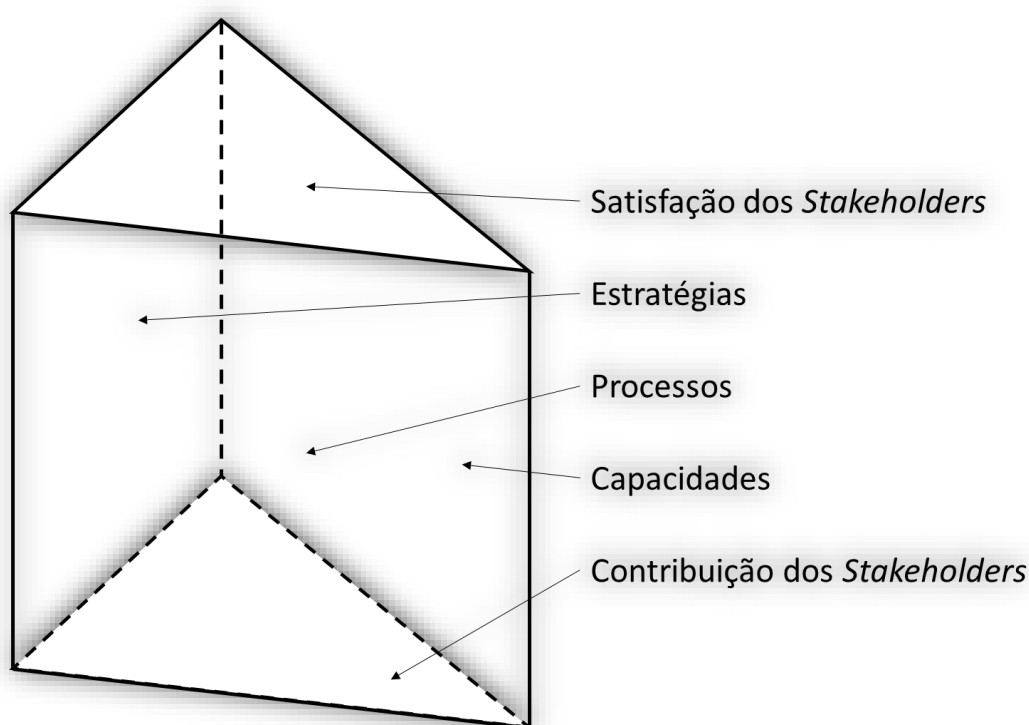 Satisfação dos Stakeholders
Estratégias
Processos
Capacidades
Contribuição dos Stakeholders